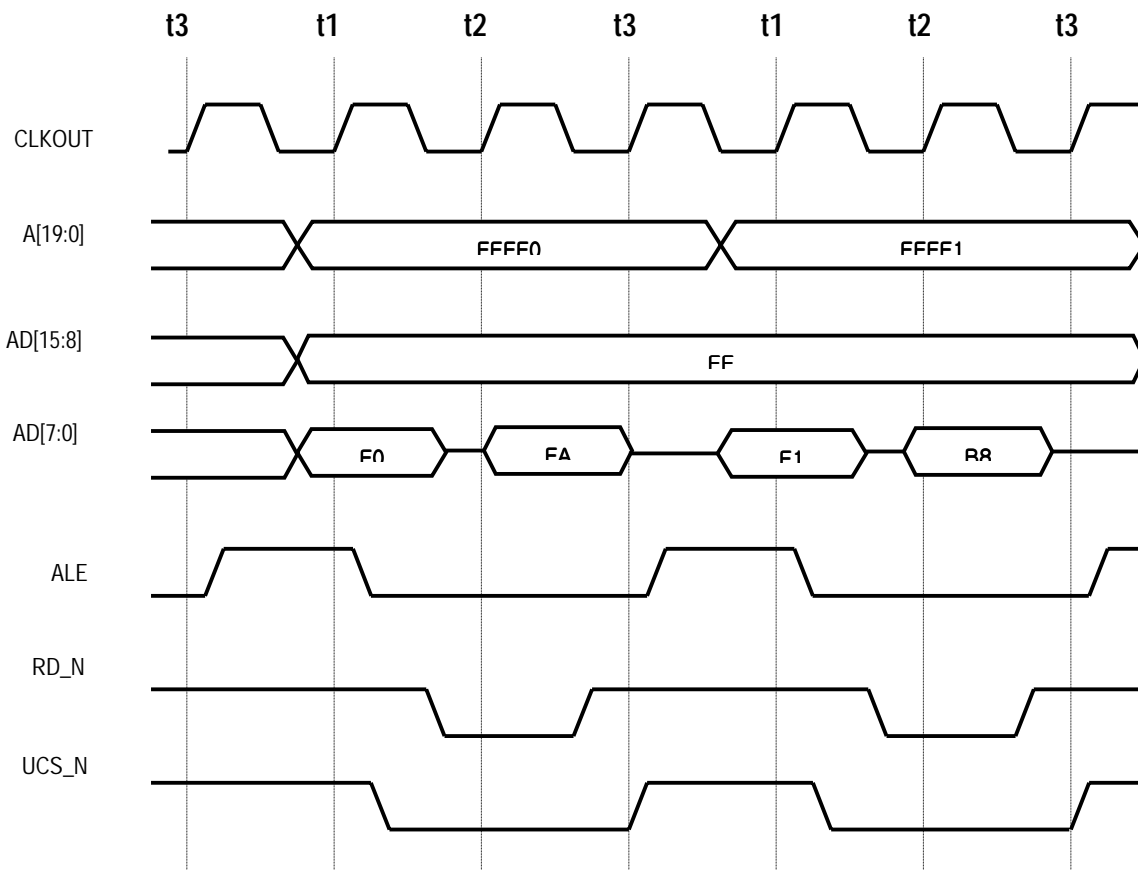 t3 t1 t2 t3 t1 t2 t3
CLKOUT
A[19:0] FFFF0 FFFF1
AD[15:8] FF
AD[7:0] F0 EA F1 B8
ALE
RD_N
UCS_N